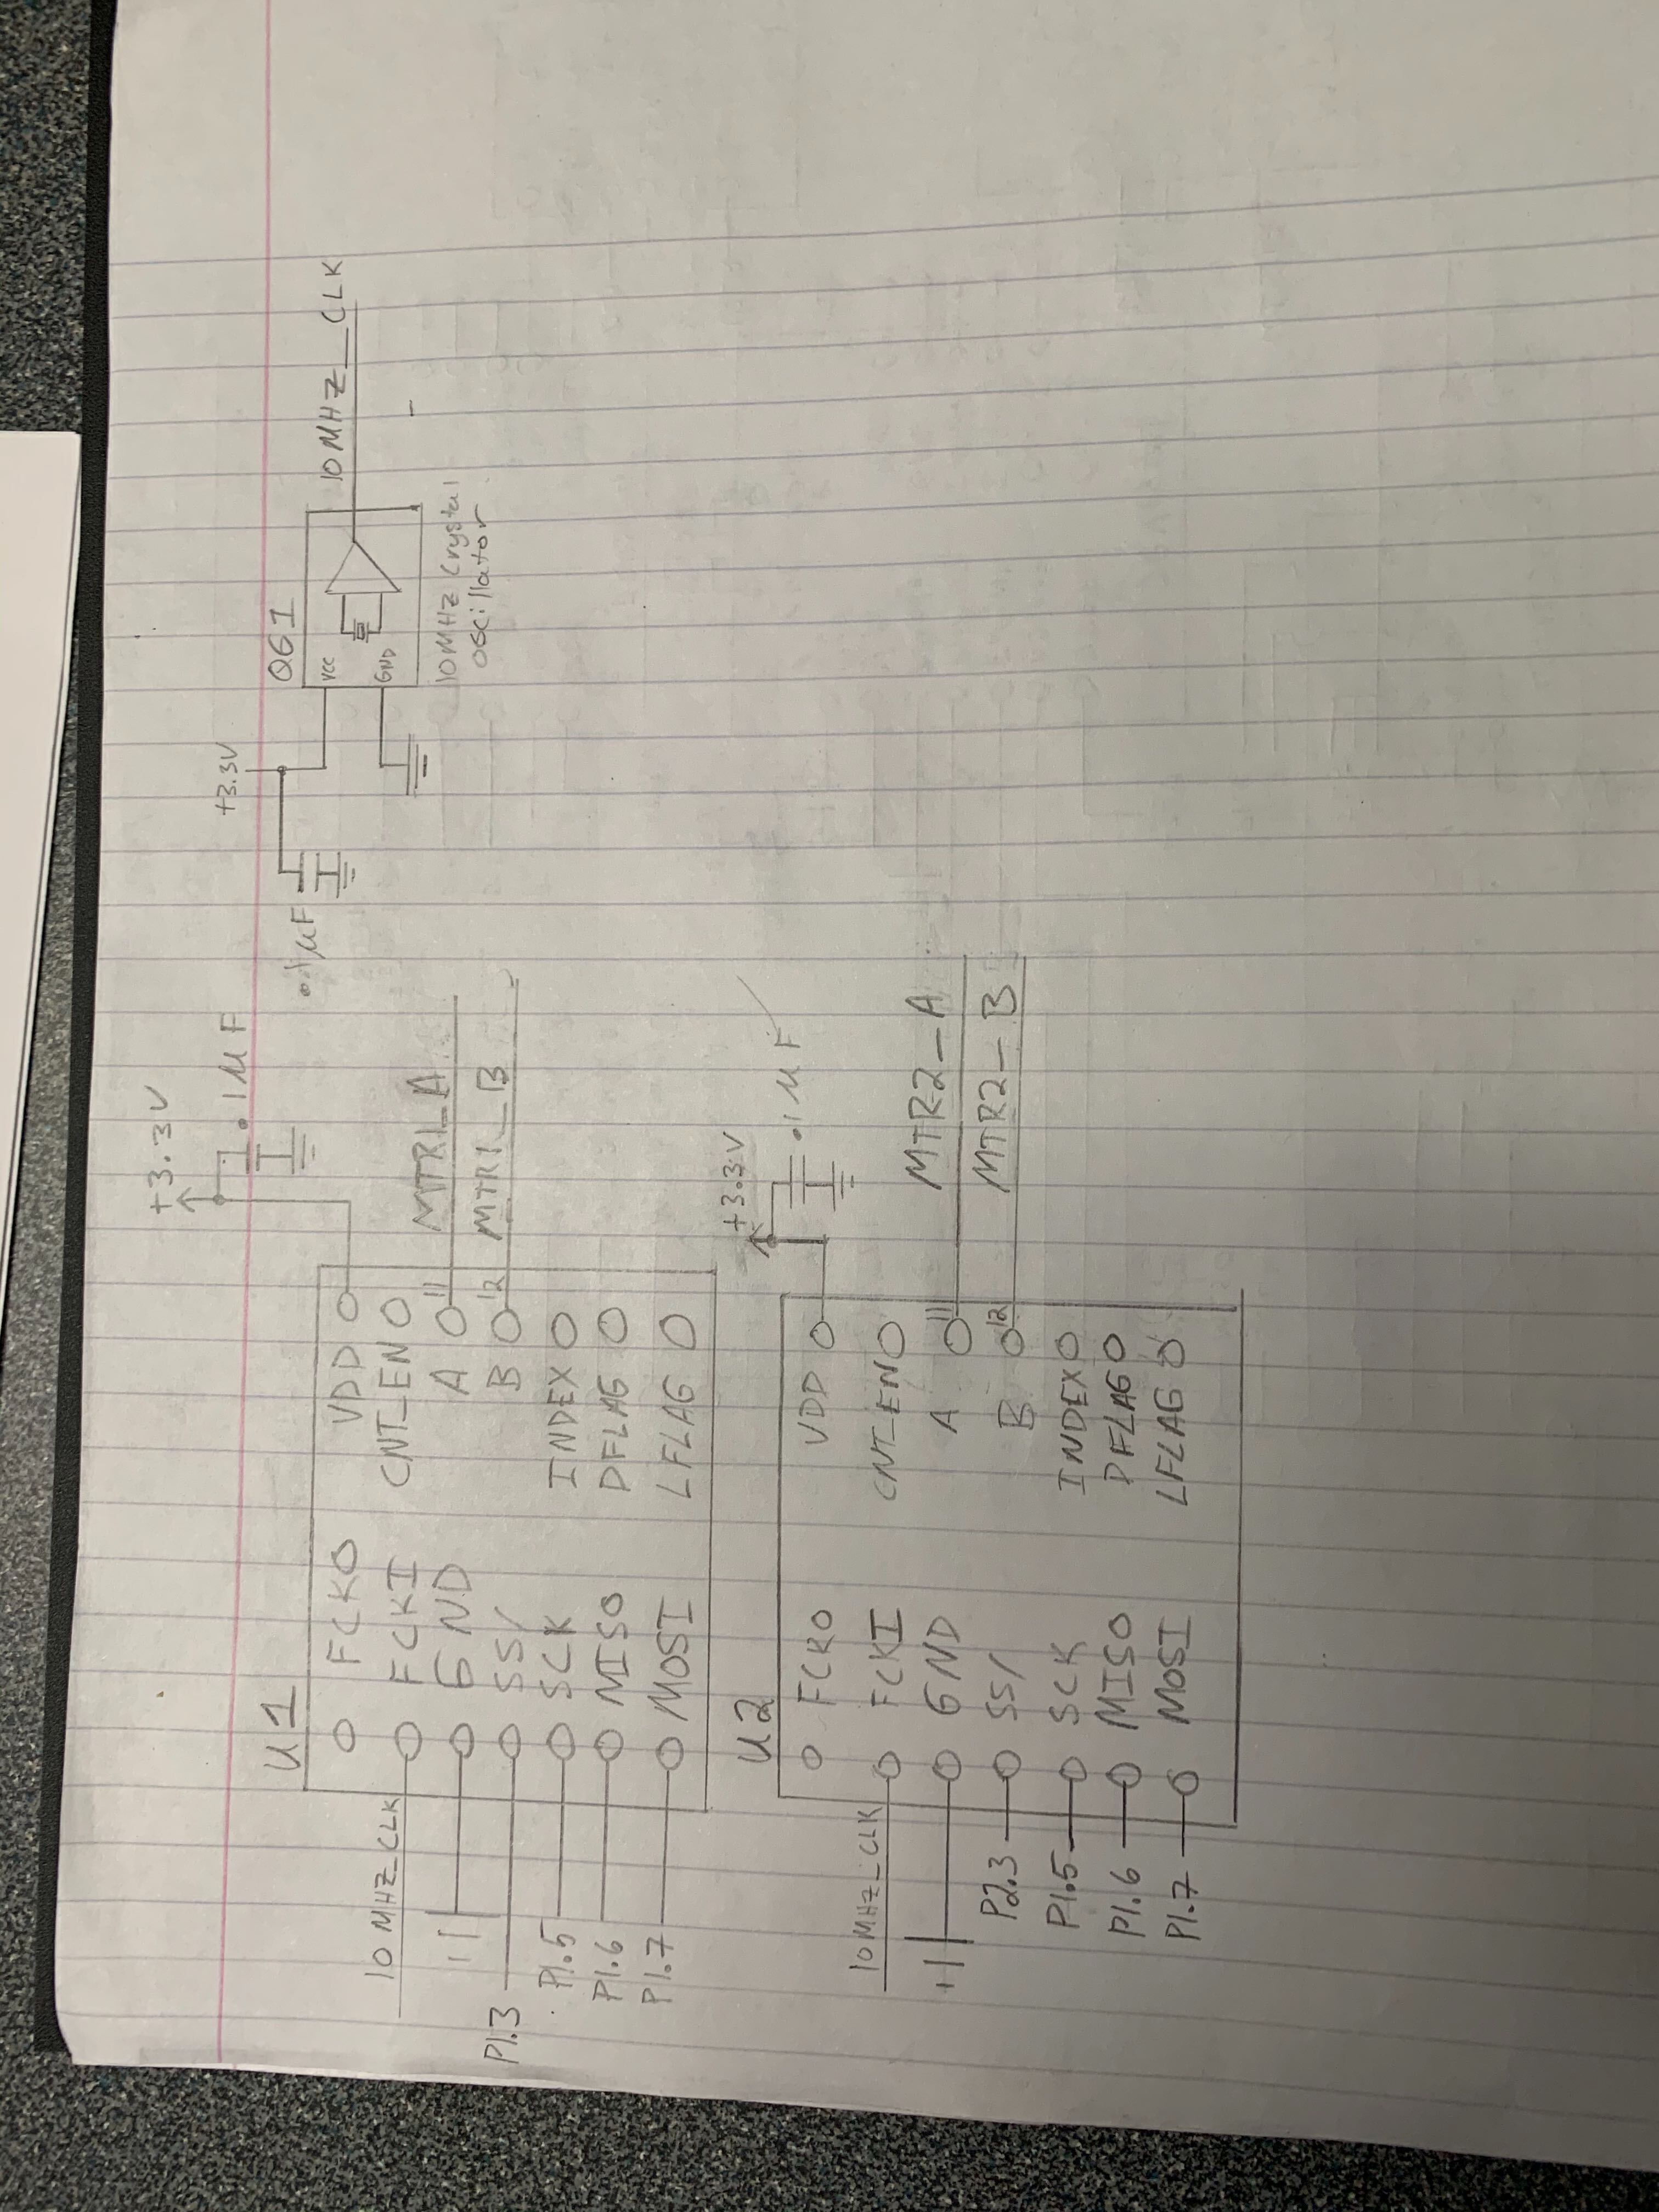 +3.3V
.1µF
U1
FCKO VDD
10 MHZ_CLK FCKI CNT_EN
GND A 11 MTR1_A
P1.3 SS/ B 12 MTR1_B
P1.5 SCK INDEX
P1.6 MISO DFLAG
P1.7 MOSI LFLAG
+3.3V
.1µF
U2
FCKO VDD
10MHZ_CLK FCKI CNT_EN
GND A 11 MTR2_A
P2.3 SS/ B 12 MTR2_B
P1.5 SCK INDEX
P1.6 MISO DFLAG
P1.7 MOSI LFLAG
+3.3V
.1µF
OG1
VCC
10MHZ_CLK
GND
10MHZ Crystal
oscillator